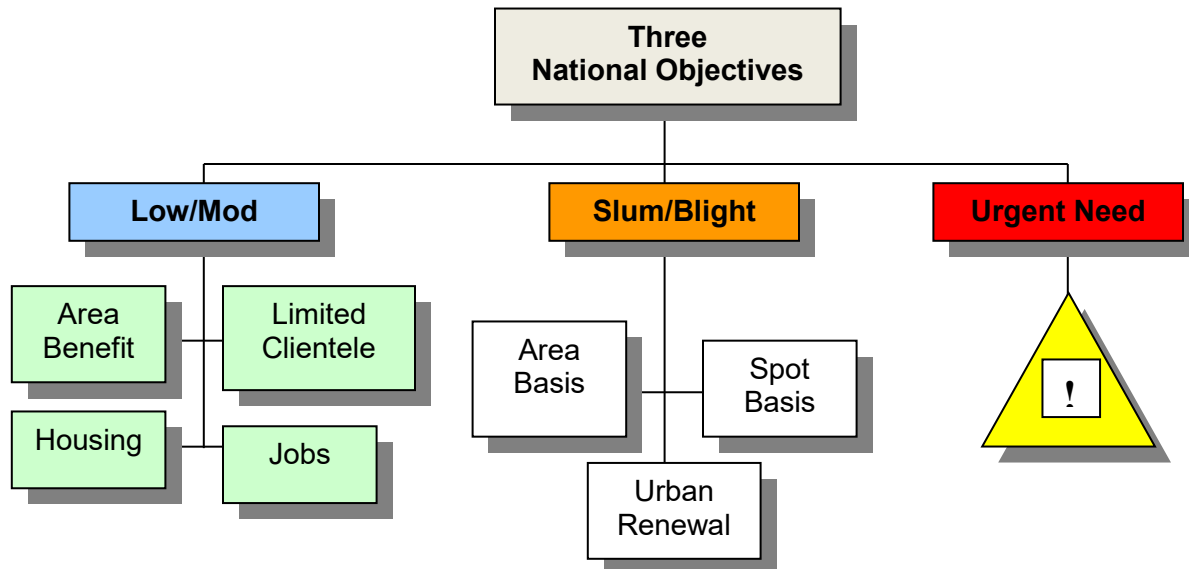 Three
National Objectives
Low/Mod
Slum/Blight
Urgent Need
Area
Benefit
Limited
Clientele
Housing
Jobs
Area
Basis
Spot
Basis
Urban
Renewal
!